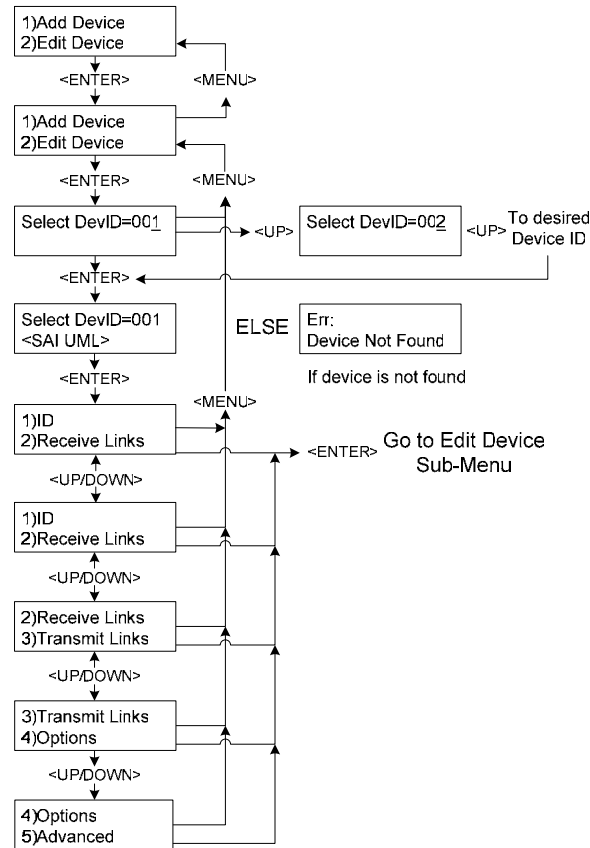 1)Add Device
2)Edit Device
<ENTER>
<MENU>
1)Add Device
2)Edit Device
<ENTER>
<MENU>
Select DevID=001
<UP>
Select DevID=002
<UP>
To desired
Device ID
<ENTER>
Select DevID=001
<SAI UML>
ELSE
Err:
Device Not Found
If device is not found
<ENTER>
<MENU>
1)ID
2)Receive Links
<ENTER>
Go to Edit Device
Sub-Menu
<UP/DOWN>
1)ID
2)Receive Links
<UP/DOWN>
2)Receive Links
3)Transmit Links
<UP/DOWN>
3)Transmit Links
4)Options
<UP/DOWN>
4)Options
5)Advanced